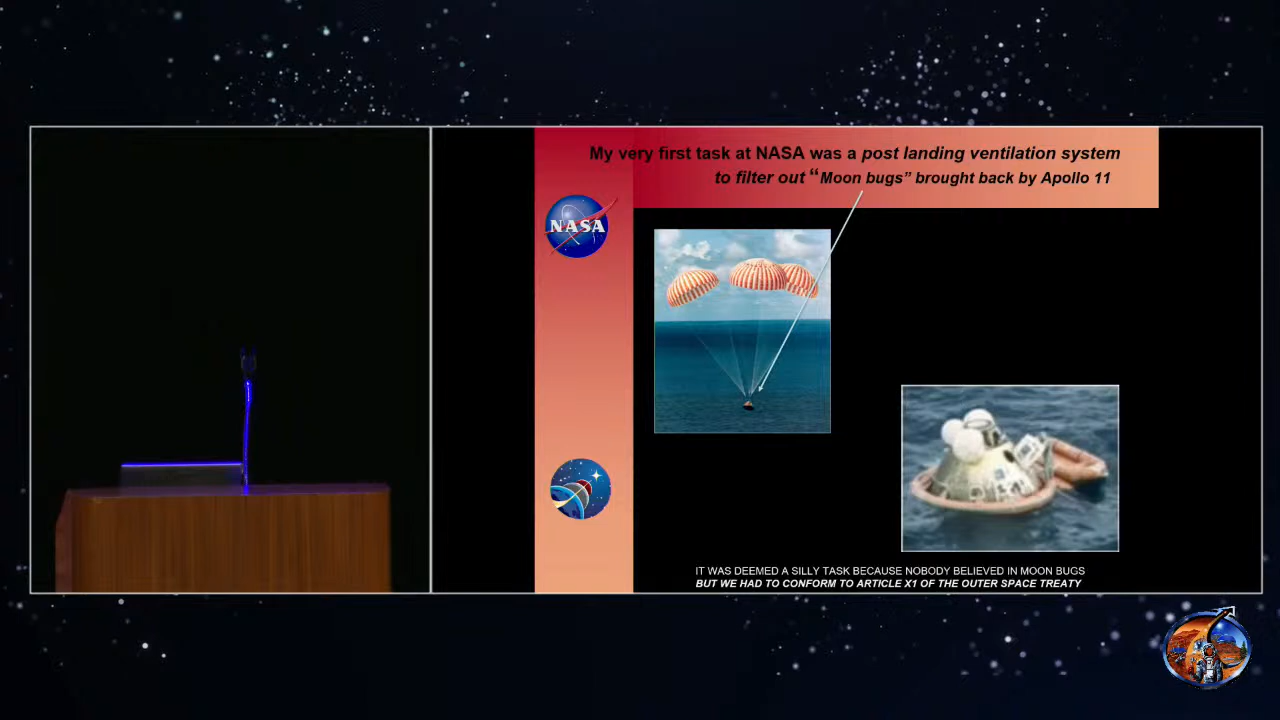 My very first task at NASA was a post landing ventilation system
to filter out “Moon bugs” brought back by Apollo 11
NASA
IT WAS DEEMED A SILLY TASK BECAUSE NOBODY BELIEVED IN MOON BUGS
BUT WE HAD TO CONFORM TO ARTICLE X1 OF THE OUTER SPACE TREATY